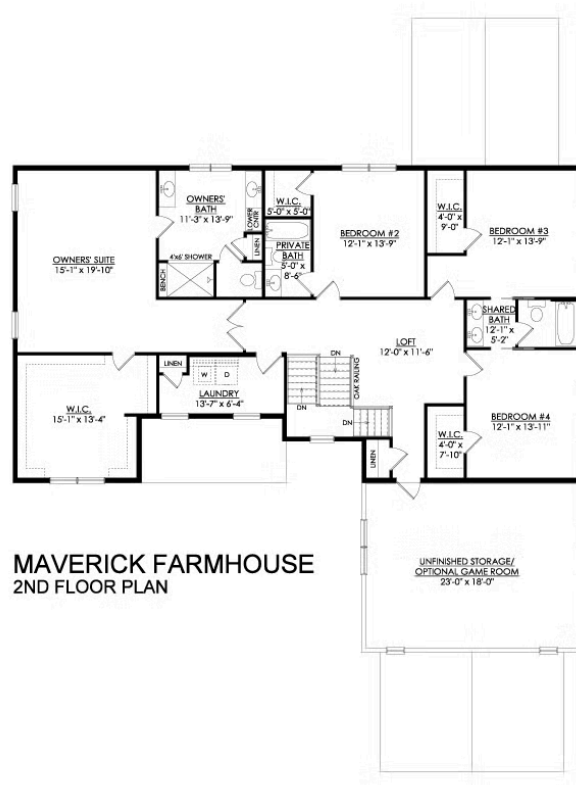 OWNERS' SUITE
15'-1" x 19'-10"
OWNERS'
BATH
11'-3" x 13'-9"
LOWER
CNTR
LINEN
4'x6' SHOWER
BENCH
W.I.C.
5'-0" x 5'-0"
PRIVATE
BATH
5'-0" x
8'-6"
BEDROOM #2
12'-1" x 13'-9"
W.I.C.
4'-0" x
9'-0"
BEDROOM #3
12'-1" x 13'-9"
SHARED
BATH
12'-1" x
5'-2"
LOFT
12'-0" x 11'-6"
DN
OAK RAILING
DN
DN
LINEN
W
D
LAUNDRY
13'-7" x 6'-4"
W.I.C.
15'-1" x 13'-4"
W.I.C.
4'-0" x
7'-10"
BEDROOM #4
12'-1" x 13'-11"
LINEN
UNFINISHED STORAGE/
OPTIONAL GAME ROOM
23'-0" x 18'-0"
MAVERICK FARMHOUSE
2ND FLOOR PLAN